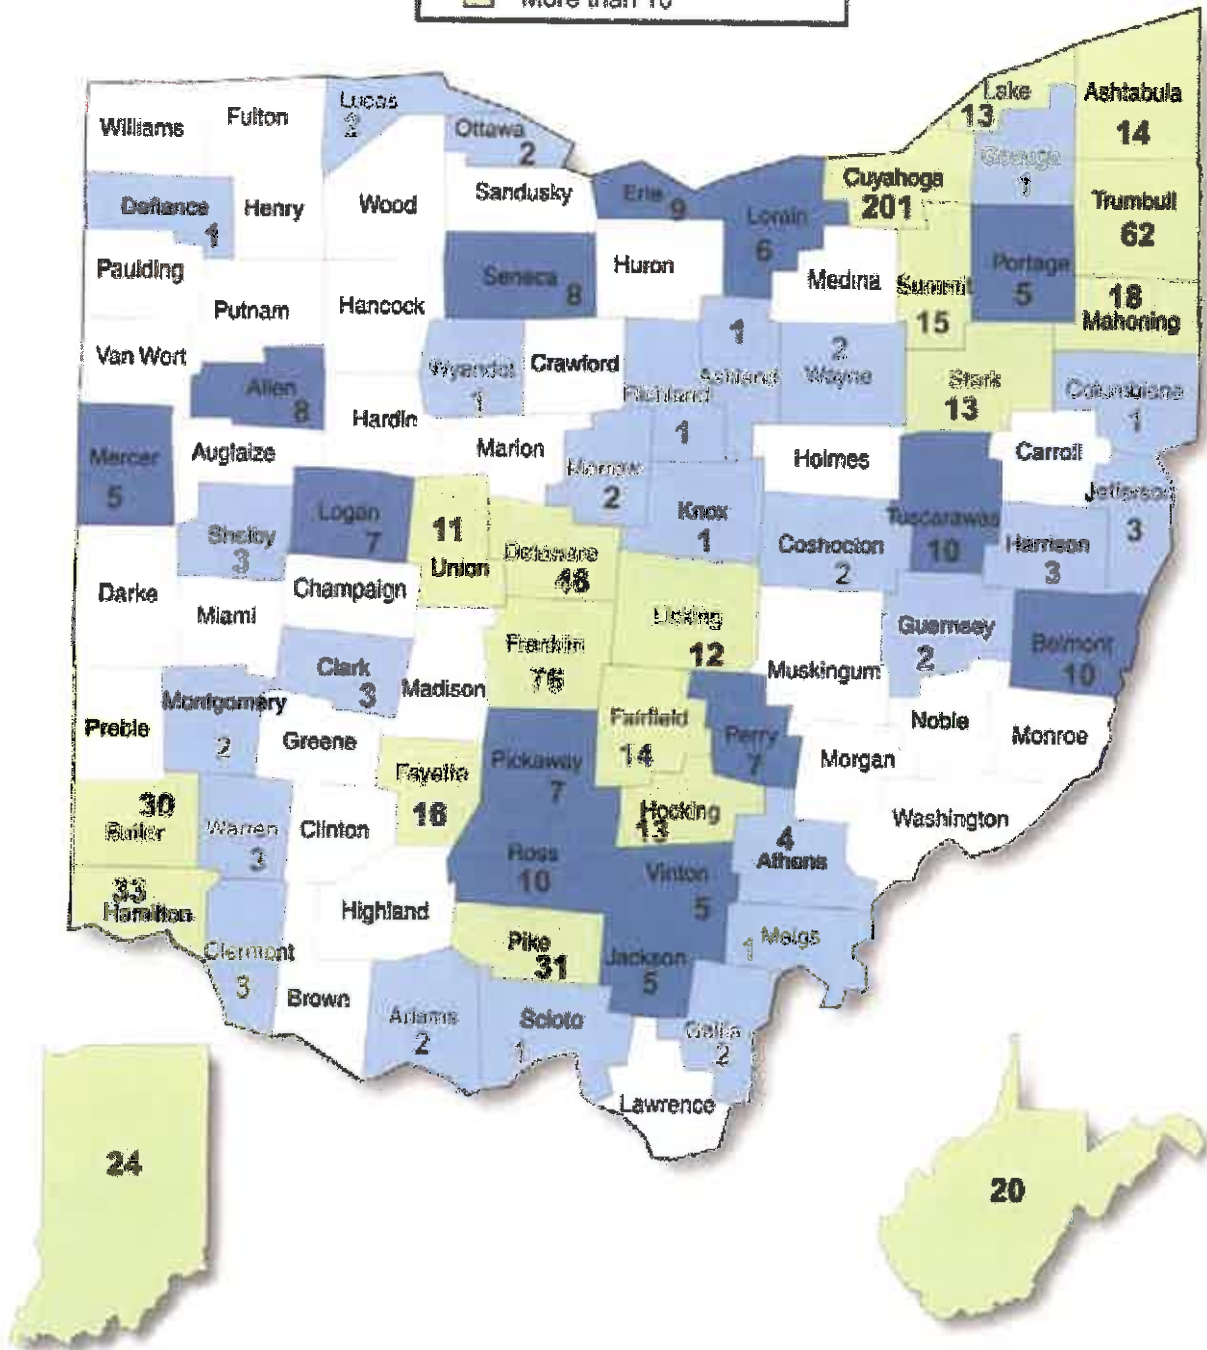 More than 10
Williams
Fulton
Lucas
2
Ottawa
2
Lake
13
Ashtabula
14
Geauga
1
Defiance
1
Henry
Wood
Sandusky
Erie 9
Lorain
6
Cuyahoga
201
Trumbull
62
Paulding
Putnam
Hancock
Seneca 8
Huron
Medina
Summit
15
Portage
5
18
Mahoning
Van Wert
Allen
8
Hardin
Wyandot
1
Crawford
Richland
1
1
Ashland
2
Wayne
Stark
13
Columbiana
1
Mercer
5
Auglaize
Marion
Morrow
2
Holmes
Carroll
Jefferson
3
Shelby
3
Logan
7
11
Union
Delaware
48
Knox
1
Coshocton
2
Tuscarawas
10
Harrison
3
Darke
Miami
Champaign
Franklin
76
Licking
12
Muskingum
Guernsey
2
Belmont
10
Clark
3
Madison
Preble
Montgomery
2
Greene
Fayette
16
Pickaway
7
Fairfield
14
Perry
7
Morgan
Noble
Monroe
30
Butler
Warren
3
Clinton
Ross
10
Hocking
13
Vinton
5
4
Athens
Washington
33
Hamilton
Clermont
3
Highland
Pike
31
Jackson
5
1 Meigs
Brown
Adams
2
Scioto
1
Gallia
2
Lawrence
24
20